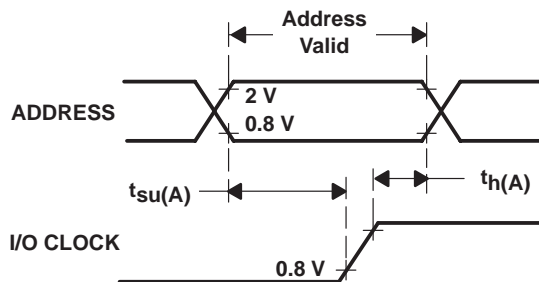 Address
Valid
2 V
ADDRESS
0.8 V
tsu(A)
th(A)
I/O CLOCK
0.8 V